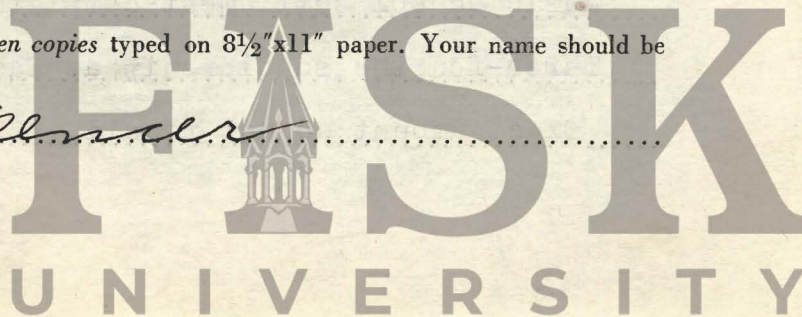 en copies typed on 8½"x11" paper. Your name should be
FISK
UNIVERSITY